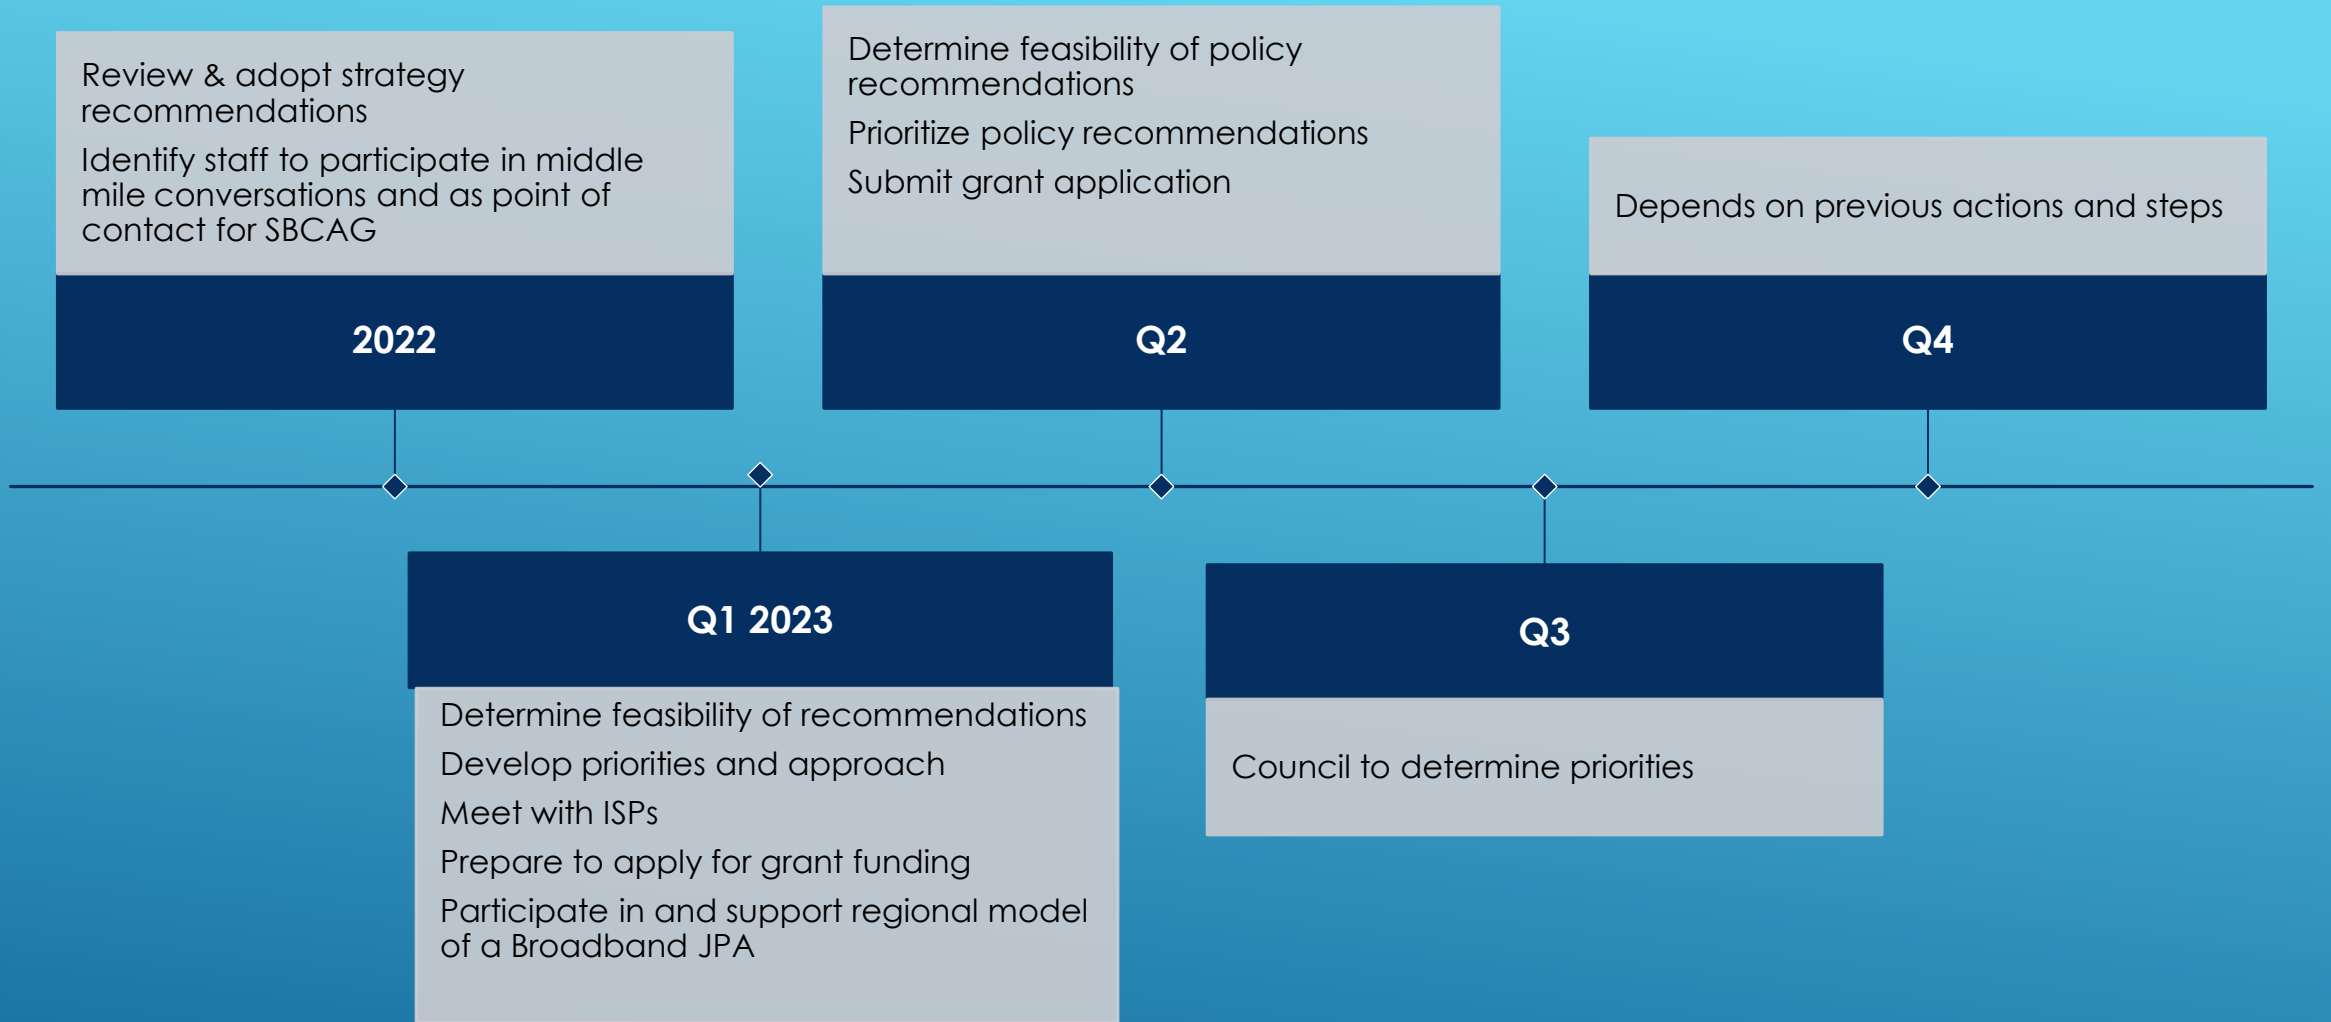 Review & adopt strategy
recommendations
Identify staff to participate in middle
mile conversations and as point of
contact for SBCAG
2022
Q1 2023
Determine feasibility of recommendations
Develop priorities and approach
Meet with ISPs
Prepare to apply for grant funding
Participate in and support regional model
of a Broadband JPA
Determine feasibility of policy
recommendations
Prioritize policy recommendations
Submit grant application
Q2
Q3
Council to determine priorities
Depends on previous actions and steps
Q4